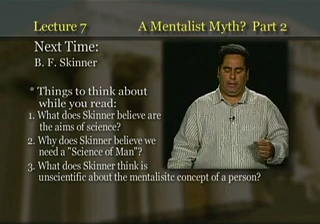 Lecture 7 A Mentalist Myth? Part 2
Next Time:
B. F. Skinner
* Things to think about
while you read:
1. What does Skinner believe are
the aims of science?
2. Why does Skinner believe we
need a "Science of Man"?
3. What does Skinner think is
unscientific about the mentalisitc concept of a person?